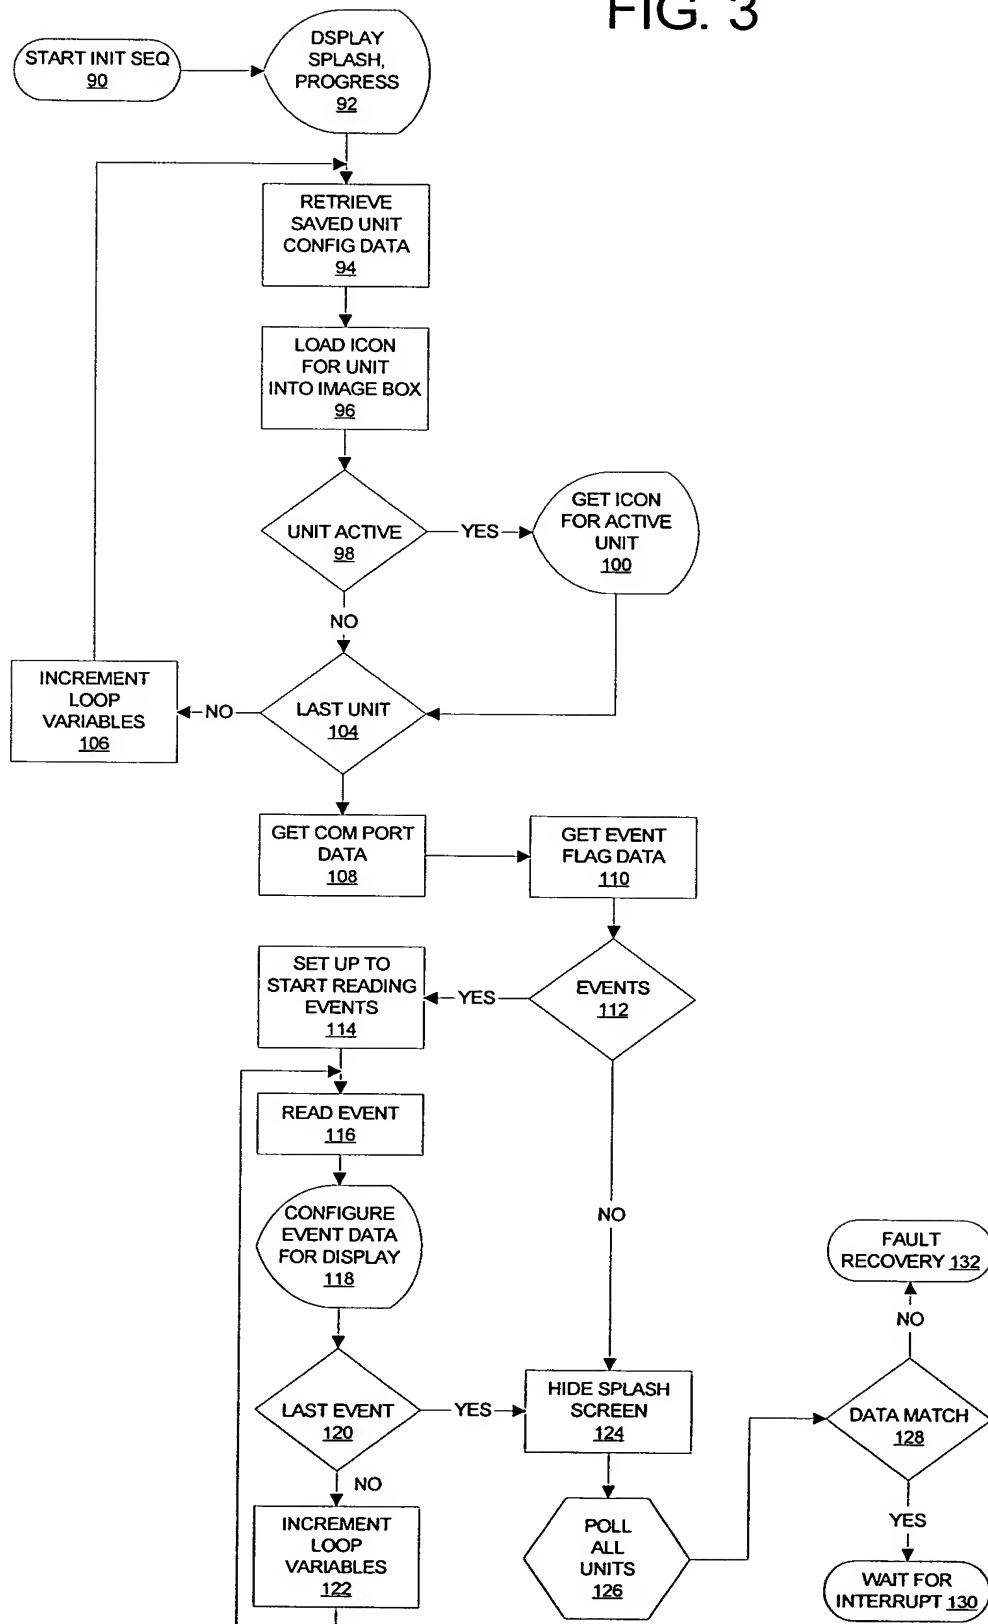 FIG. 3
START INIT SEQ
90
DSPLAY
SPLASH,
PROGRESS
92
RETRIEVE
SAVED UNIT
CONFIG DATA
94
LOAD ICON
FOR UNIT
INTO IMAGE BOX
96
UNIT ACTIVE
98
YES
GET ICON
FOR ACTIVE
UNIT
100
NO
INCREMENT
LOOP
VARIABLES
106
NO
LAST UNIT
104
GET COM PORT
DATA
108
GET EVENT
FLAG DATA
110
SET UP TO
START READING
EVENTS
114
YES
EVENTS
112
READ EVENT
116
NO
CONFIGURE
EVENT DATA
FOR DISPLAY
118
FAULT
RECOVERY 132
NO
LAST EVENT
120
YES
HIDE SPLASH
SCREEN
124
DATA MATCH
128
NO
INCREMENT
LOOP
VARIABLES
122
POLL
ALL
UNITS
126
YES
WAIT FOR
INTERRUPT 130